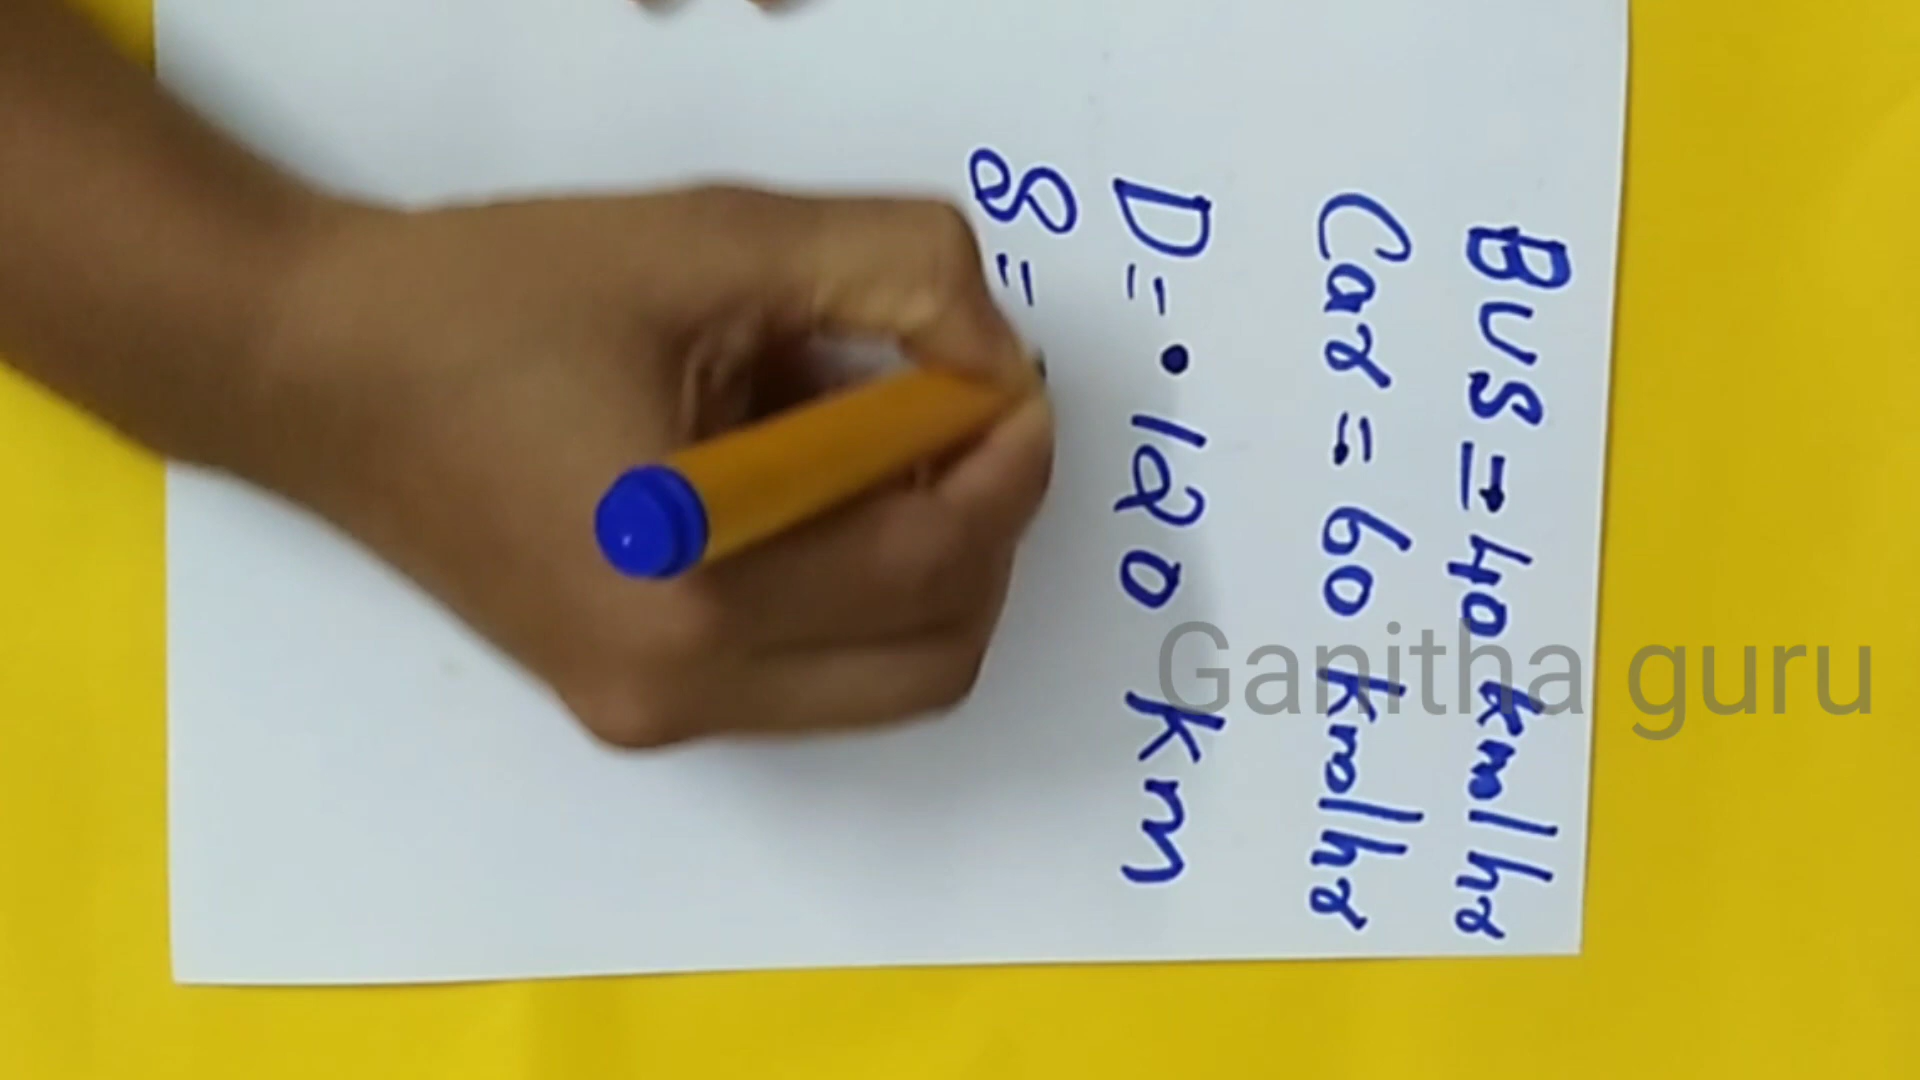 BUS = 40 km/hr
Car = 60 km/hr
D = 120 km
S =
Ganitha guru